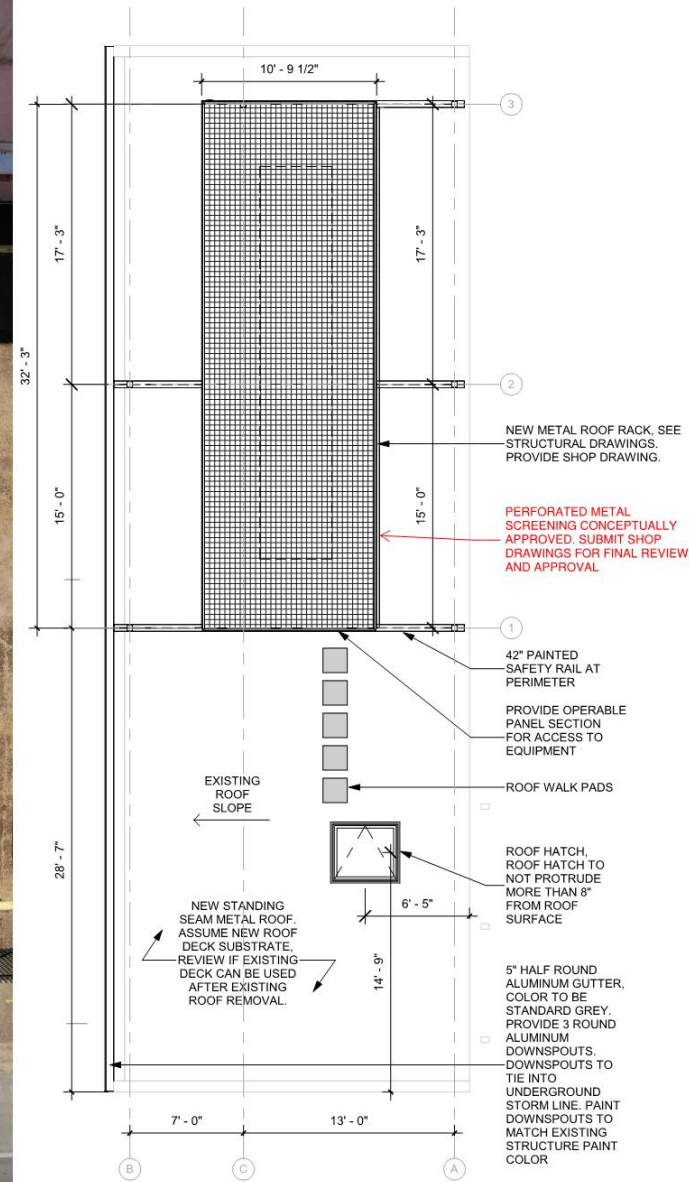 10' - 9 1/2"
3
17' - 3"
17' - 3"
32' - 3"
2
NEW METAL ROOF RACK, SEE
STRUCTURAL DRAWINGS.
PROVIDE SHOP DRAWING.
15' - 0"
15' - 0"
PERFORATED METAL
SCREENING CONCEPTUALLY
APPROVED. SUBMIT SHOP
DRAWINGS FOR FINAL REVIEW
AND APPROVAL
1
42" PAINTED
SAFETY RAIL AT
PERIMETER
PROVIDE OPERABLE
PANEL SECTION
FOR ACCESS TO
EQUIPMENT
EXISTING
ROOF
SLOPE
ROOF WALK PADS
28' - 7"
ROOF HATCH,
ROOF HATCH TO
NOT PROTRUDE
MORE THAN 8"
FROM ROOF
SURFACE
6' - 5"
NEW STANDING
SEAM METAL ROOF.
ASSUME NEW ROOF
DECK SUBSTRATE,
REVIEW IF EXISTING
DECK CAN BE USED
AFTER EXISTING
ROOF REMOVAL.
14' - 9"
5" HALF ROUND
ALUMINUM GUTTER,
COLOR TO BE
STANDARD GREY.
PROVIDE 3 ROUND
ALUMINUM
DOWNSPOUTS.
DOWNSPOUTS TO
TIE INTO
UNDERGROUND
STORM LINE. PAINT
DOWNSPOUTS TO
MATCH EXISTING
STRUCTURE PAINT
COLOR
7' - 0"
13' - 0"
B
C
A